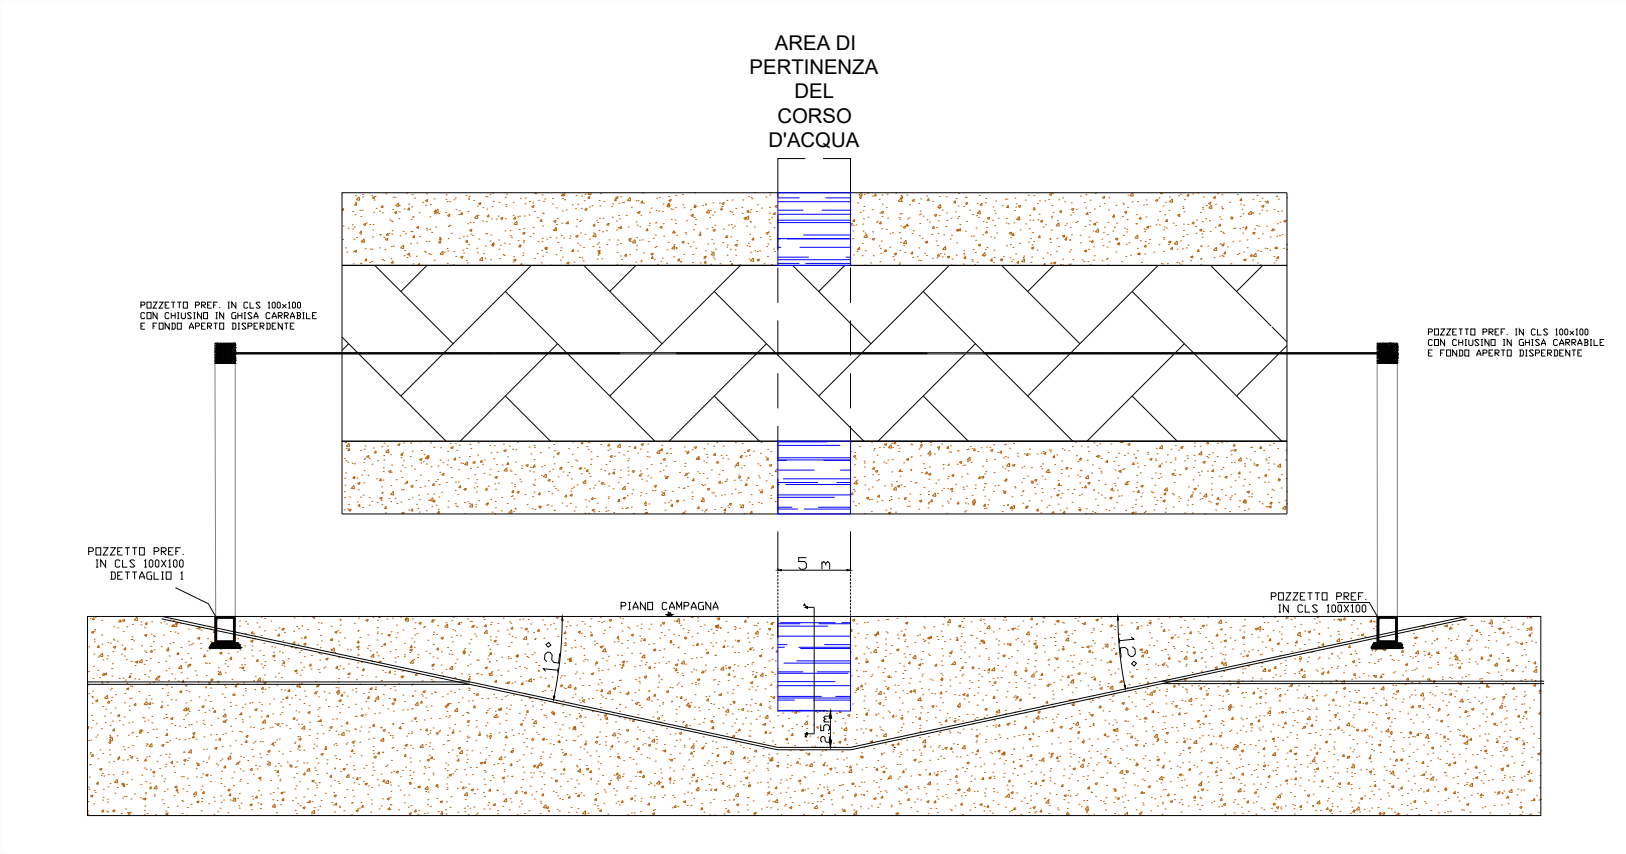 AREA DI
PERTINENZA
DEL
CORSO
D'ACQUA
POZZETTO PREF. IN CLS 100x100
CON CHIUSINO IN GHISA CARRABILE
E FONDO APERTO DISPERDENTE
POZZETTO PREF. IN CLS 100x100
CON CHIUSINO IN GHISA CARRABILE
E FONDO APERTO DISPERDENTE
POZZETTO PREF.
IN CLS 100X100
DETTAGLIO 1
5 m
PIANO CAMPAGNA
POZZETTO PREF.
IN CLS 100X100
12°
12°
2.5m